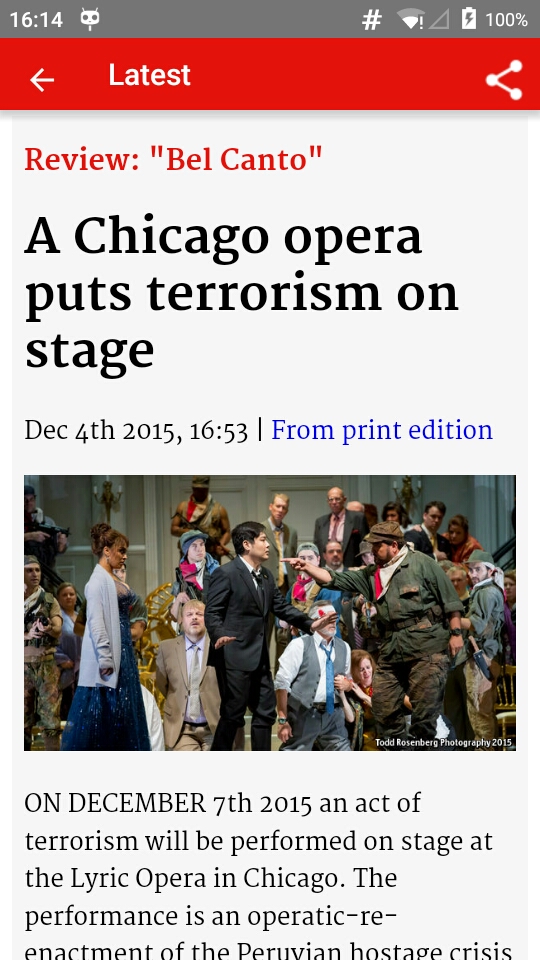 16:14
100%
Latest
Review: "Bel Canto"
A Chicago opera
puts terrorism on
stage
Dec 4th 2015, 16:53 | From print edition
Todd Rosenberg Photography 2015
ON DECEMBER 7th 2015 an act of
terrorism will be performed on stage at
the Lyric Opera in Chicago. The
performance is an operatic-re-
enactment of the Peruvian hostage crisis